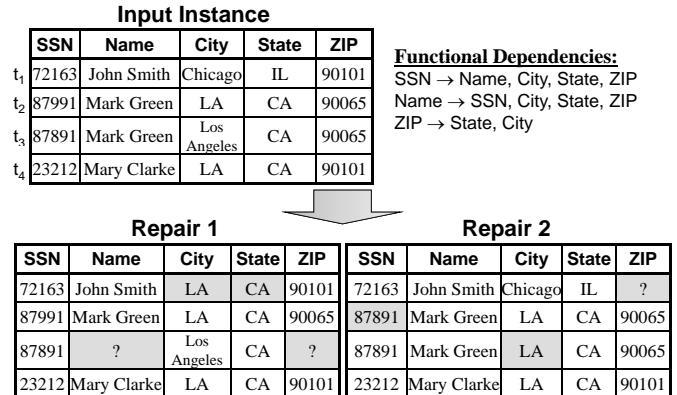 Input Instance
SSN Name City State ZIP
t1 72163 John Smith Chicago IL 90101
t2 87991 Mark Green LA CA 90065
t3 87891 Mark Green Los Angeles CA 90065
t4 23212 Mary Clarke LA CA 90101
Functional Dependencies:
SSN → Name, City, State, ZIP
Name → SSN, City, State, ZIP
ZIP → State, City
Repair 1
SSN Name City State ZIP
72163 John Smith LA CA 90101
87991 Mark Green LA CA 90065
87891 ? Los Angeles CA ?
23212 Mary Clarke LA CA 90101
Repair 2
SSN Name City State ZIP
72163 John Smith Chicago IL ?
87891 Mark Green LA CA 90065
87891 Mark Green LA CA 90065
23212 Mary Clarke LA CA 90101